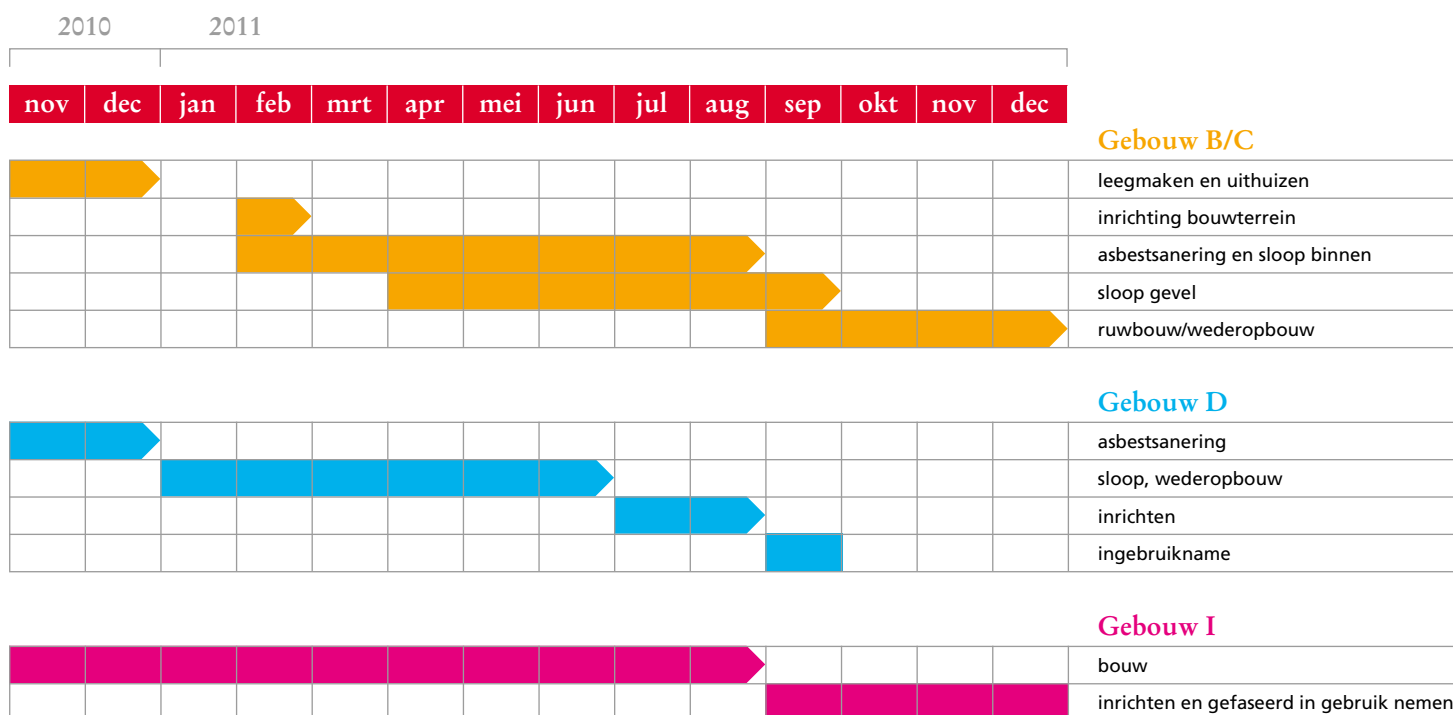 2010 2011
nov dec jan feb mrt apr mei jun jul aug sep okt nov dec
Gebouw B/C
leegmaken en uithuizen
inrichting bouwterrein
asbestsanering en sloop binnen
sloop gevel
ruwbouw/wederopbouw
Gebouw D
asbestsanering
sloop, wederopbouw
inrichten
ingebruikname
Gebouw I
bouw
inrichten en gefaseerd in gebruik nemen